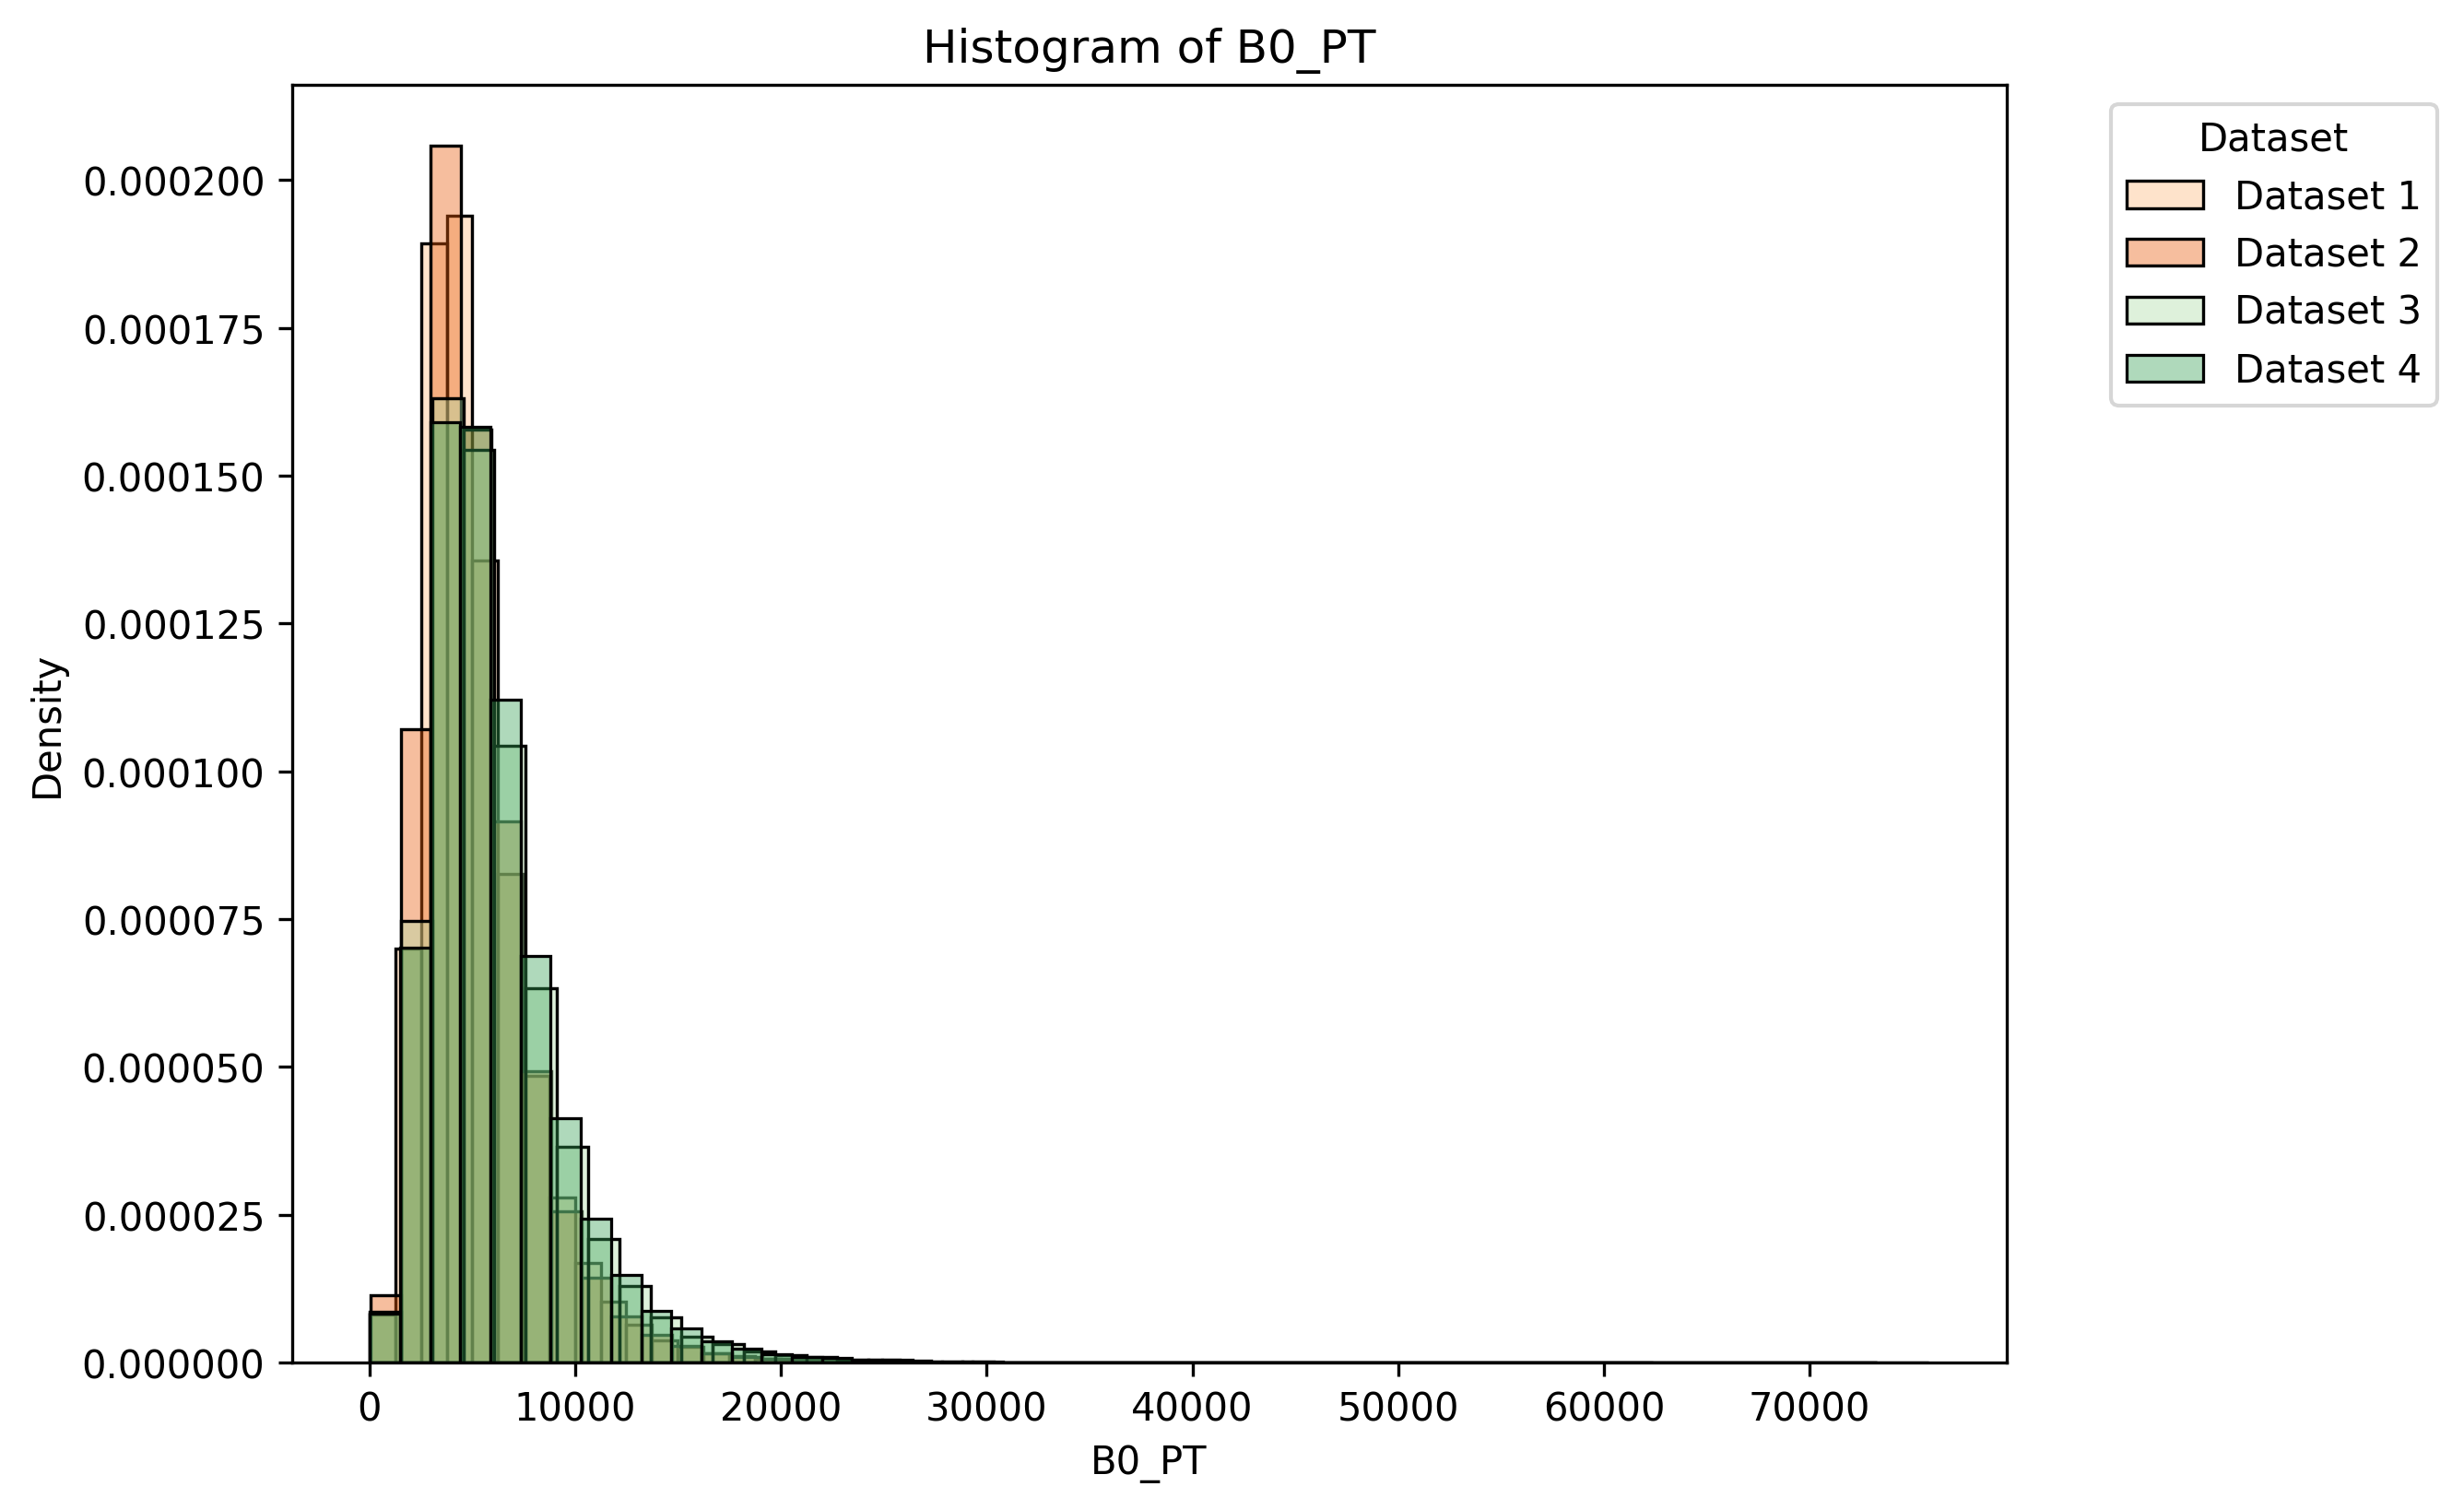 Histogram of B0_PT
Dataset
Dataset 1
Dataset 2
Dataset 3
Dataset 4
Density
0.000200
0.000175
0.000150
0.000125
0.000100
0.000075
0.000050
0.000025
0.000000
0 10000 20000 30000 40000 50000 60000 70000
B0_PT